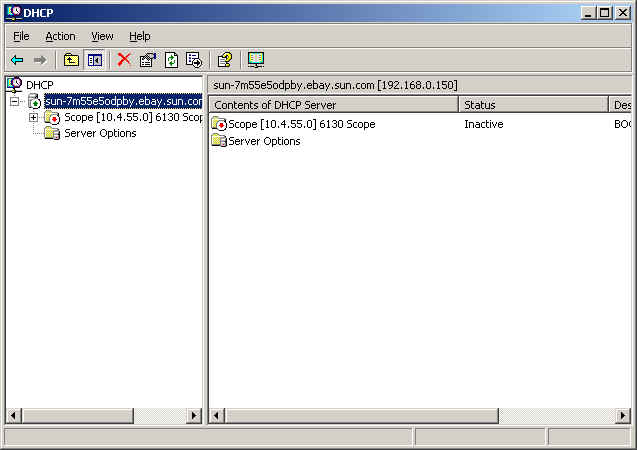 DHCP
File Action View Help
DHCP
sun-7m55e5odpby.ebay.sun.cor
Scope [10.4.55.0] 6130 Scop
Server Options
sun-7m55e5odpby.ebay.sun.com [192.168.0.150]
Contents of DHCP Server Status Des
Scope [10.4.55.0] 6130 Scope Inactive BOO
Server Options